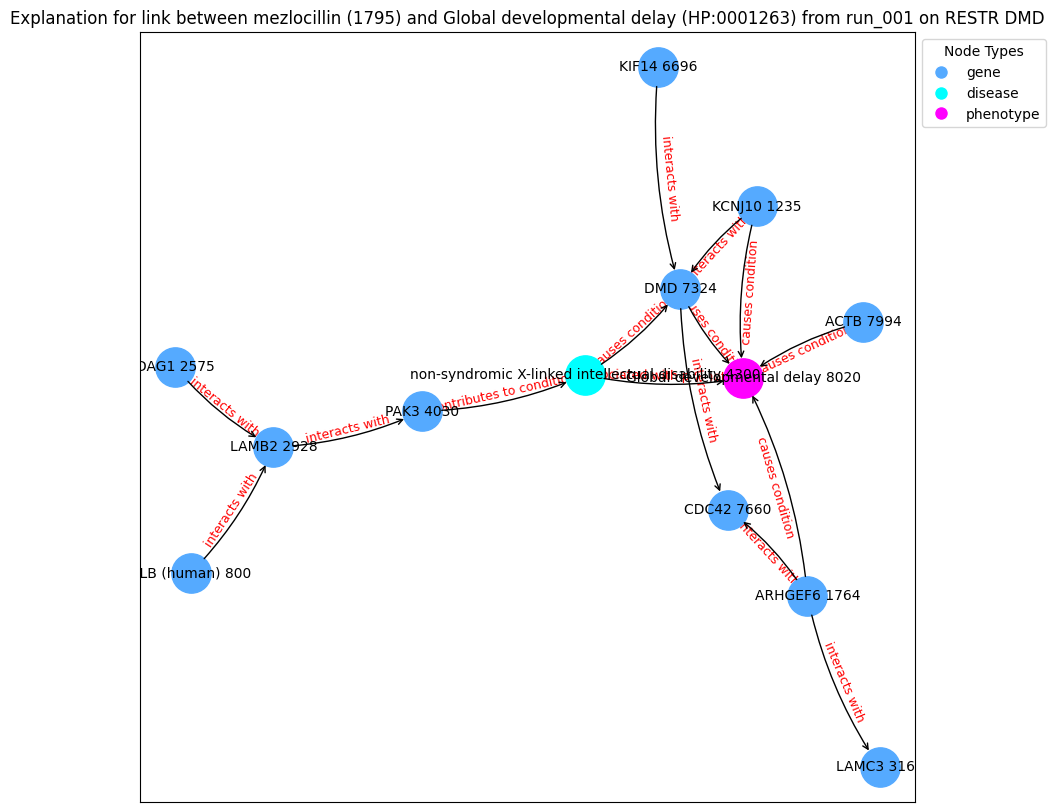 Explanation for link between mezlocillin (1795) and Global developmental delay (HP:0001263) from run_001 on RESTR DMD
Node Types
gene
disease
phenotype
KIF14 6696
interacts with
KCNJ10 1235
interacts with
causes condition
DMD 7324
ACTB 7994
causes condition
causes condition
causes condition
DAG1 2575
non-syndromic X-linked intellectual disability 4300
Global developmental delay 8020
interacts with
contributes to condition
PAK3 4030
interacts with
interacts with
LAMB2 2928
interacts with
causes condition
CDC42 7660
interacts with
LB (human) 800
ARHGEF6 1764
interacts with
LAMC3 316